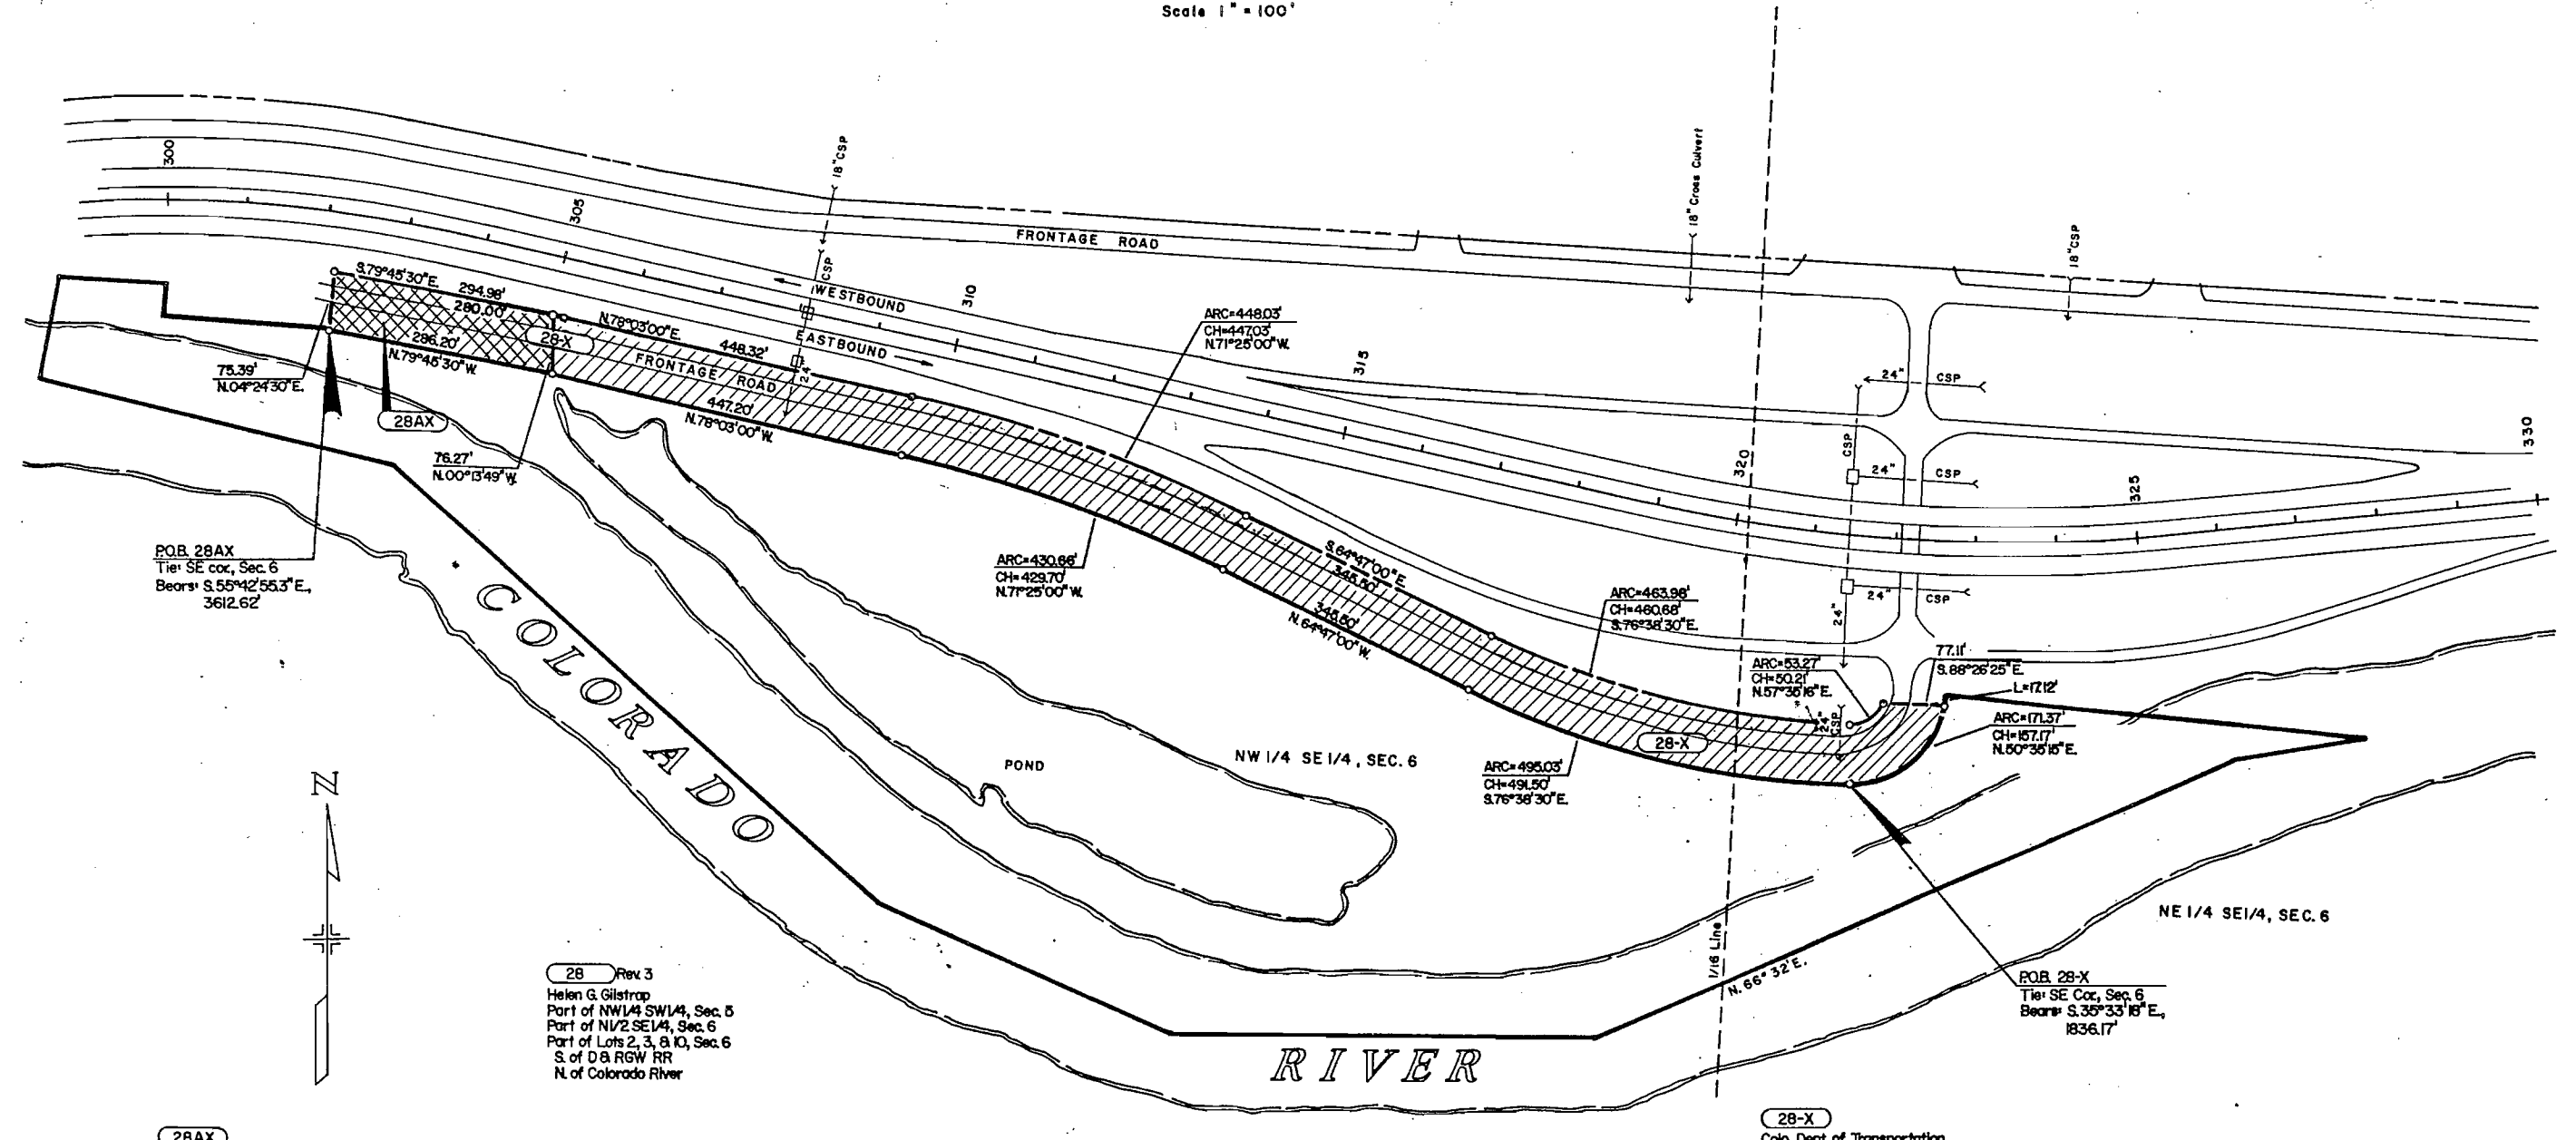 Scale 1" = 100'
300
305
310
315
320
325
330
18" CSP
CSP
24"
18" Cross Culvert
18" CSP
FRONTAGE ROAD
WESTBOUND
EASTBOUND
S.79°45'30"E.
294.98'
280.00'
286.20'
N.79°45'30"W.
28-X
N.78°03'00"E.
448.32'
FRONTAGE ROAD
447.20'
N.78°03'00"W.
75.39'
N.04°24'30"E.
28AX
76.27'
N.00°13'49"W.
ARC=448.03'
CH=447.03'
N.71°25'00"W.
ARC=430.66'
CH=429.70'
N.71°25'00"W.
S.64°47'00"E.
345.50'
345.50'
N.64°47'00"W.
ARC=463.98'
CH=460.68'
S.76°38'30"E.
ARC=495.03'
CH=491.50'
S.76°38'30"E.
ARC=53.27'
CH=50.21'
N.57°35'16"E.
77.11'
S.88°26'25"E.
L=17.12'
ARC=171.37'
CH=157.17'
N.50°35'15"E.
24" CSP
CSP
24" CSP
24" CSP
24"
24"
CSP
28-X
P.O.B. 28AX
Tie: SE cor., Sec. 6
Bears: S.55°42'55.3"E.,
3612.62'
COLORADO
RIVER
POND
NW 1/4 SE 1/4, SEC. 6
NE 1/4 SE1/4, SEC. 6
1/16 Line
N. 66° 32'E.
N
P.O.B. 28-X
Tie: SE Cor., Sec. 6
Bears: S.35°33'18"E.,
1836.17'
28 Rev. 3
Helen G. Gilstrap
Part of NW1/4 SW1/4, Sec. 5
Part of N1/2 SE1/4, Sec. 6
Part of Lots 2, 3, & 10, Sec. 6
S. of D & RGW RR
N. of Colorado River
28AX
28-X
Colo. Dept. of Transportation